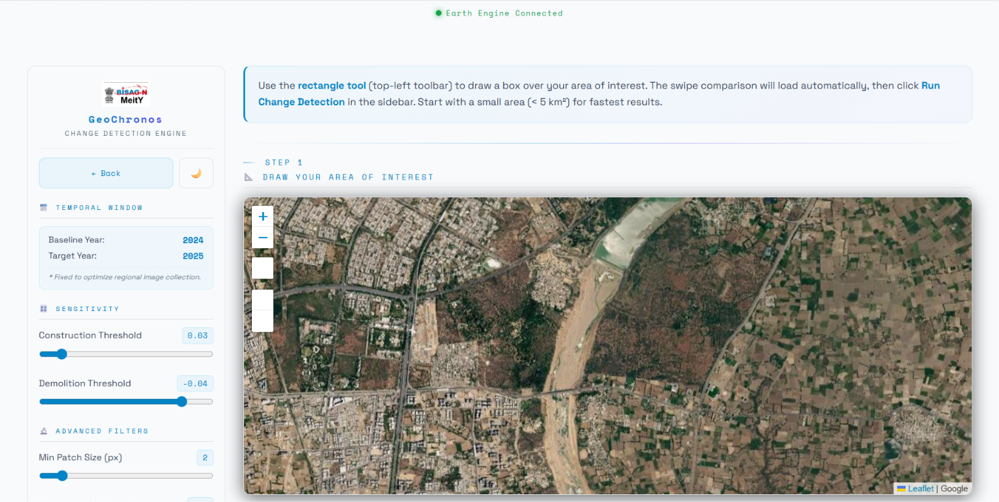 Earth Engine Connected
BISAG-N
MeitY
GeoChronos
CHANGE DETECTION ENGINE
← Back
TEMPORAL WINDOW
Baseline Year: 2024
Target Year: 2025
* Fixed to optimize regional image collection.
SENSITIVITY
Construction Threshold 0.03
Demolition Threshold -0.04
ADVANCED FILTERS
Min Patch Size (px) 2
Use the rectangle tool (top-left toolbar) to draw a box over your area of interest. The swipe comparison will load automatically, then click Run
Change Detection in the sidebar. Start with a small area (< 5 km²) for fastest results.
STEP 1
DRAW YOUR AREA OF INTEREST
+
−
Leaflet | Google